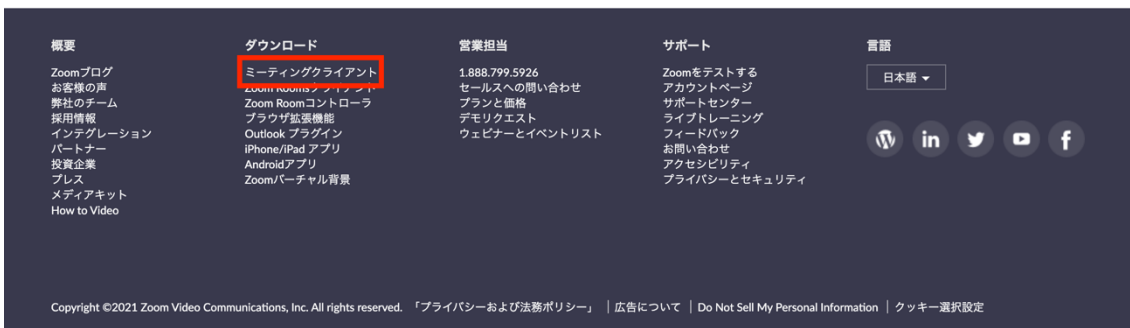 概要
Zoomブログ
お客様の声
弊社のチーム
採用情報
インテグレーション
パートナー
投資企業
プレス
メディアキット
How to Video
ダウンロード
ミーティングクライアント
Zoom Roomsクライアント
Zoom Roomコントローラ
ブラウザ拡張機能
Outlook プラグイン
iPhone/iPad アプリ
Androidアプリ
Zoomバーチャル背景
営業担当
1.888.799.5926
セールスへの問い合わせ
プランと価格
デモリクエスト
ウェビナーとイベントリスト
サポート
Zoomをテストする
アカウントページ
サポートセンター
ライブトレーニング
フィードバック
お問い合わせ
アクセシビリティ
プライバシーとセキュリティ
言語
日本語
in
f
Copyright ©2021 Zoom Video Communications, Inc. All rights reserved. 「プライバシーおよび法務ポリシー」 | 広告について | Do Not Sell My Personal Information | クッキー選択設定